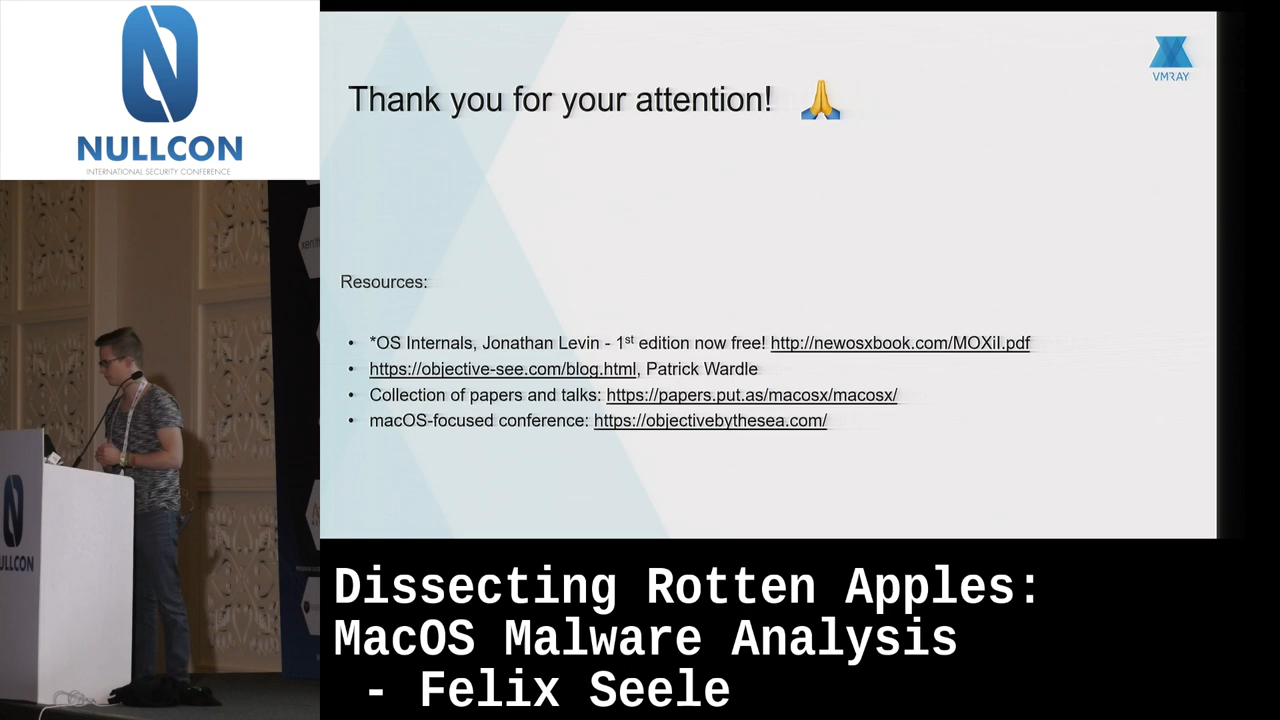 NULLCON
INTERNATIONAL SECURITY CONFERENCE
VMRAY
Thank you for your attention! 🙏
Resources:
• *OS Internals, Jonathan Levin - 1st edition now free! http://newosxbook.com/MOXiI.pdf
• https://objective-see.com/blog.html, Patrick Wardle
• Collection of papers and talks: https://papers.put.as/macosx/macosx/
• macOS-focused conference: https://objectivebythesea.com/
NULLCON
Dissecting Rotten Apples:
MacOS Malware Analysis
- Felix Seele